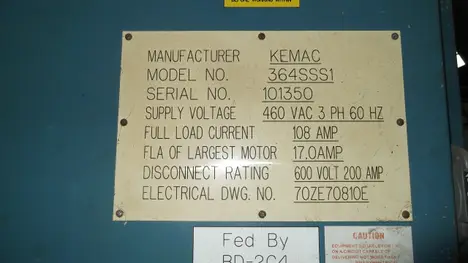 MANUFACTURER KEMAC
MODEL NO. 364SSS1
SERIAL NO. 101350
SUPPLY VOLTAGE 460 VAC 3 PH 60 HZ
FULL LOAD CURRENT 108 AMP
FLA OF LARGEST MOTOR 17.0AMP
DISCONNECT RATING 600 VOLT 200 AMP
ELECTRICAL DWG. NO. 70ZE70810E
Fed By
CAUTION